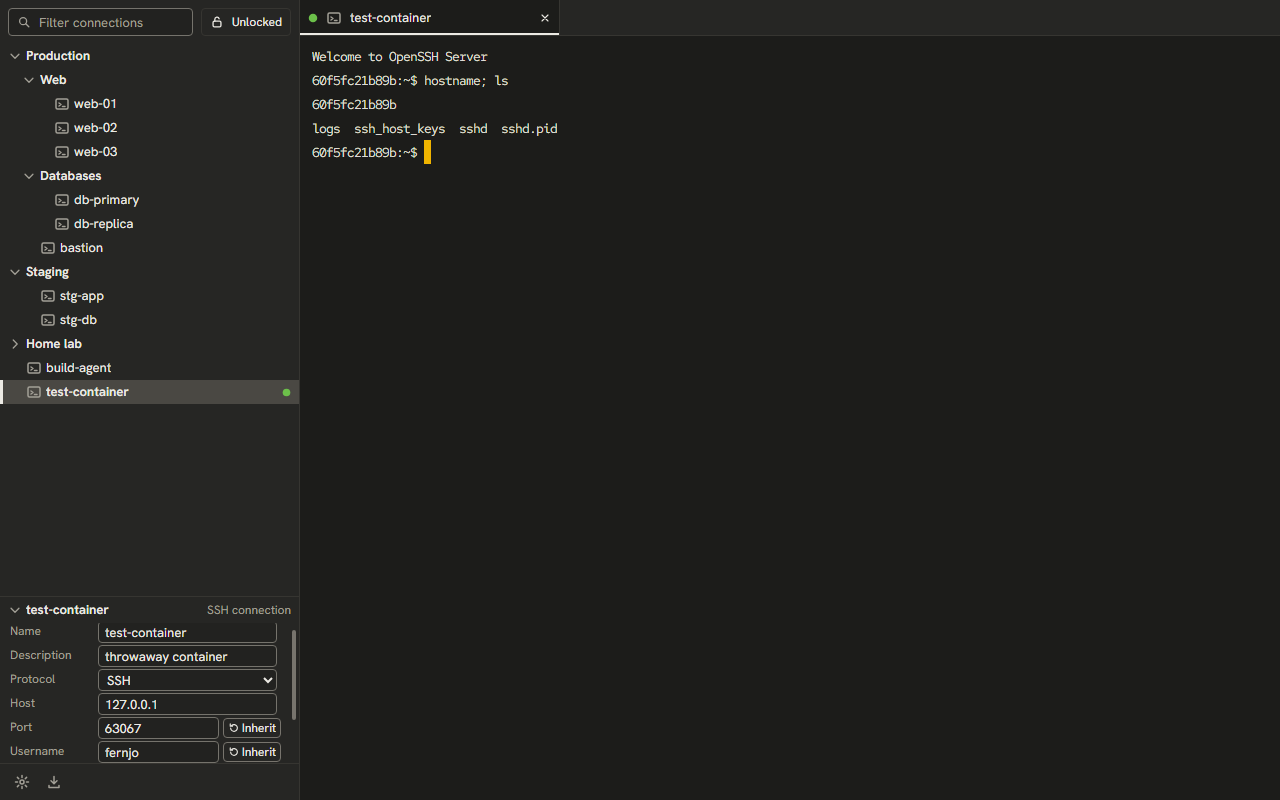 Filter connections
Unlocked
Production
Web
web-01
web-02
web-03
Databases
db-primary
db-replica
bastion
Staging
stg-app
stg-db
Home lab
build-agent
test-container
test-container
SSH connection
Name
test-container
Description
throwaway container
Protocol
SSH
Host
127.0.0.1
Port
63067
Inherit
Username
fernjo
Inherit
test-container
Welcome to OpenSSH Server
60f5fc21b89b:~$ hostname; ls
60f5fc21b89b
logs  ssh_host_keys  sshd  sshd.pid
60f5fc21b89b:~$